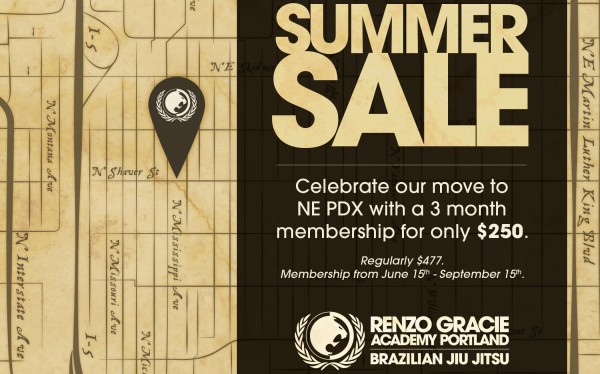 SUMMER
SALE
Celebrate our move to
NE PDX with a 3 month
membership for only $250.
Regularly $477.
Membership from June 15th - September 15th.
RENZO GRACIE
ACADEMY PORTLAND
BRAZILIAN JIU JITSU
I-5
N Montana Ave
N Shaver St
N Mississippi Ave
N Interstate Ave
N Missouri Ave
I-5
NE Martin Luther King Blvd